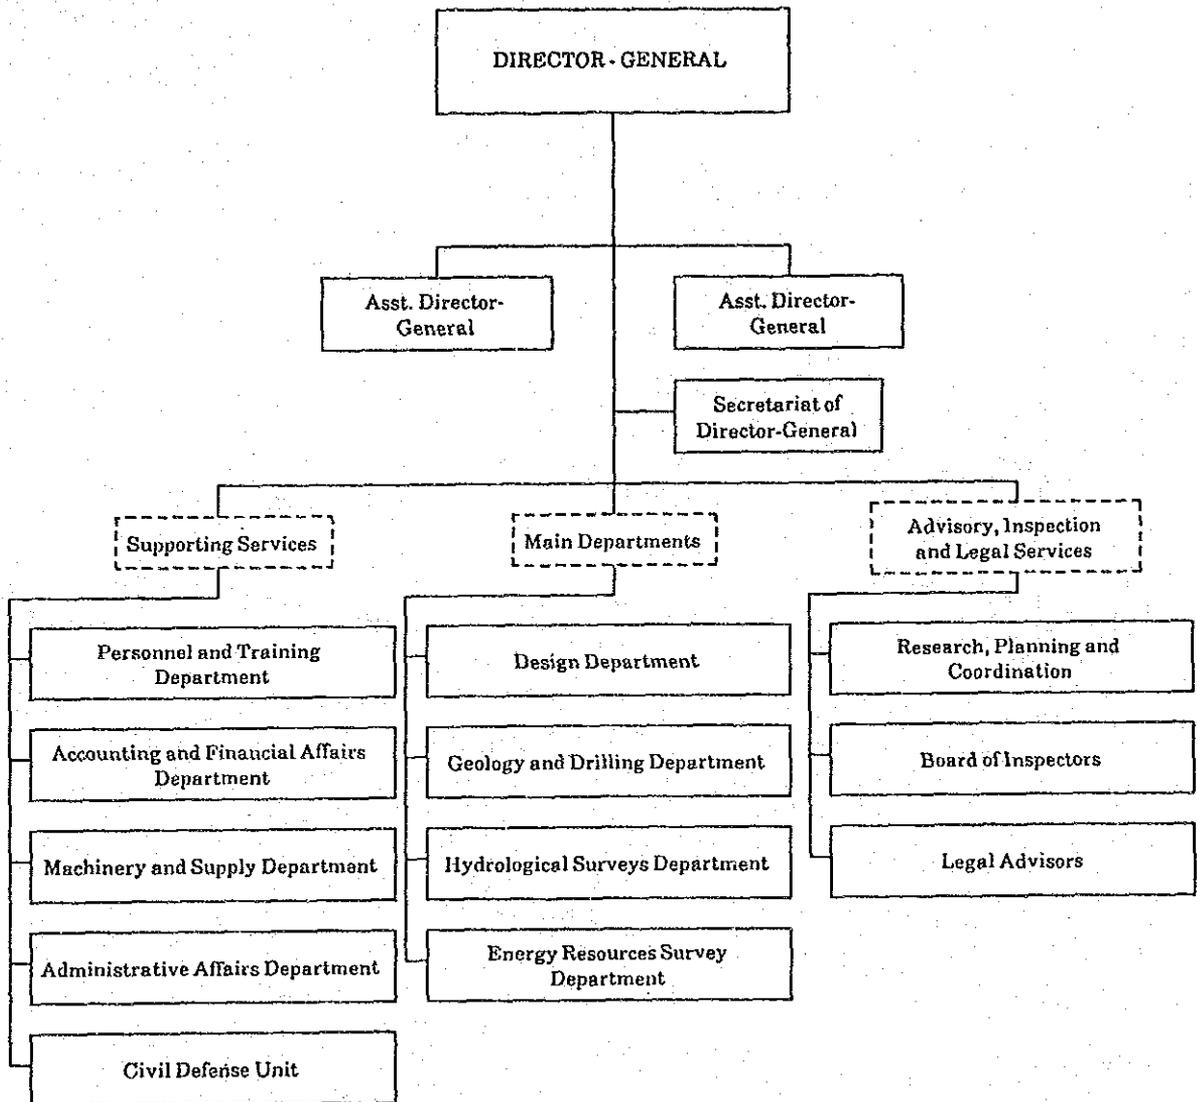 DIRECTOR - GENERAL
Asst. Director-
General
Asst. Director-
General
Secretariat of
Director-General
Supporting Services
Main Departments
Advisory, Inspection
and Legal Services
Personnel and Training
Department
Accounting and Financial Affairs
Department
Machinery and Supply Department
Administrative Affairs Department
Civil Defense Unit
Design Department
Geology and Drilling Department
Hydrological Surveys Department
Energy Resources Survey
Department
Research, Planning and
Coordination
Board of Inspectors
Legal Advisors